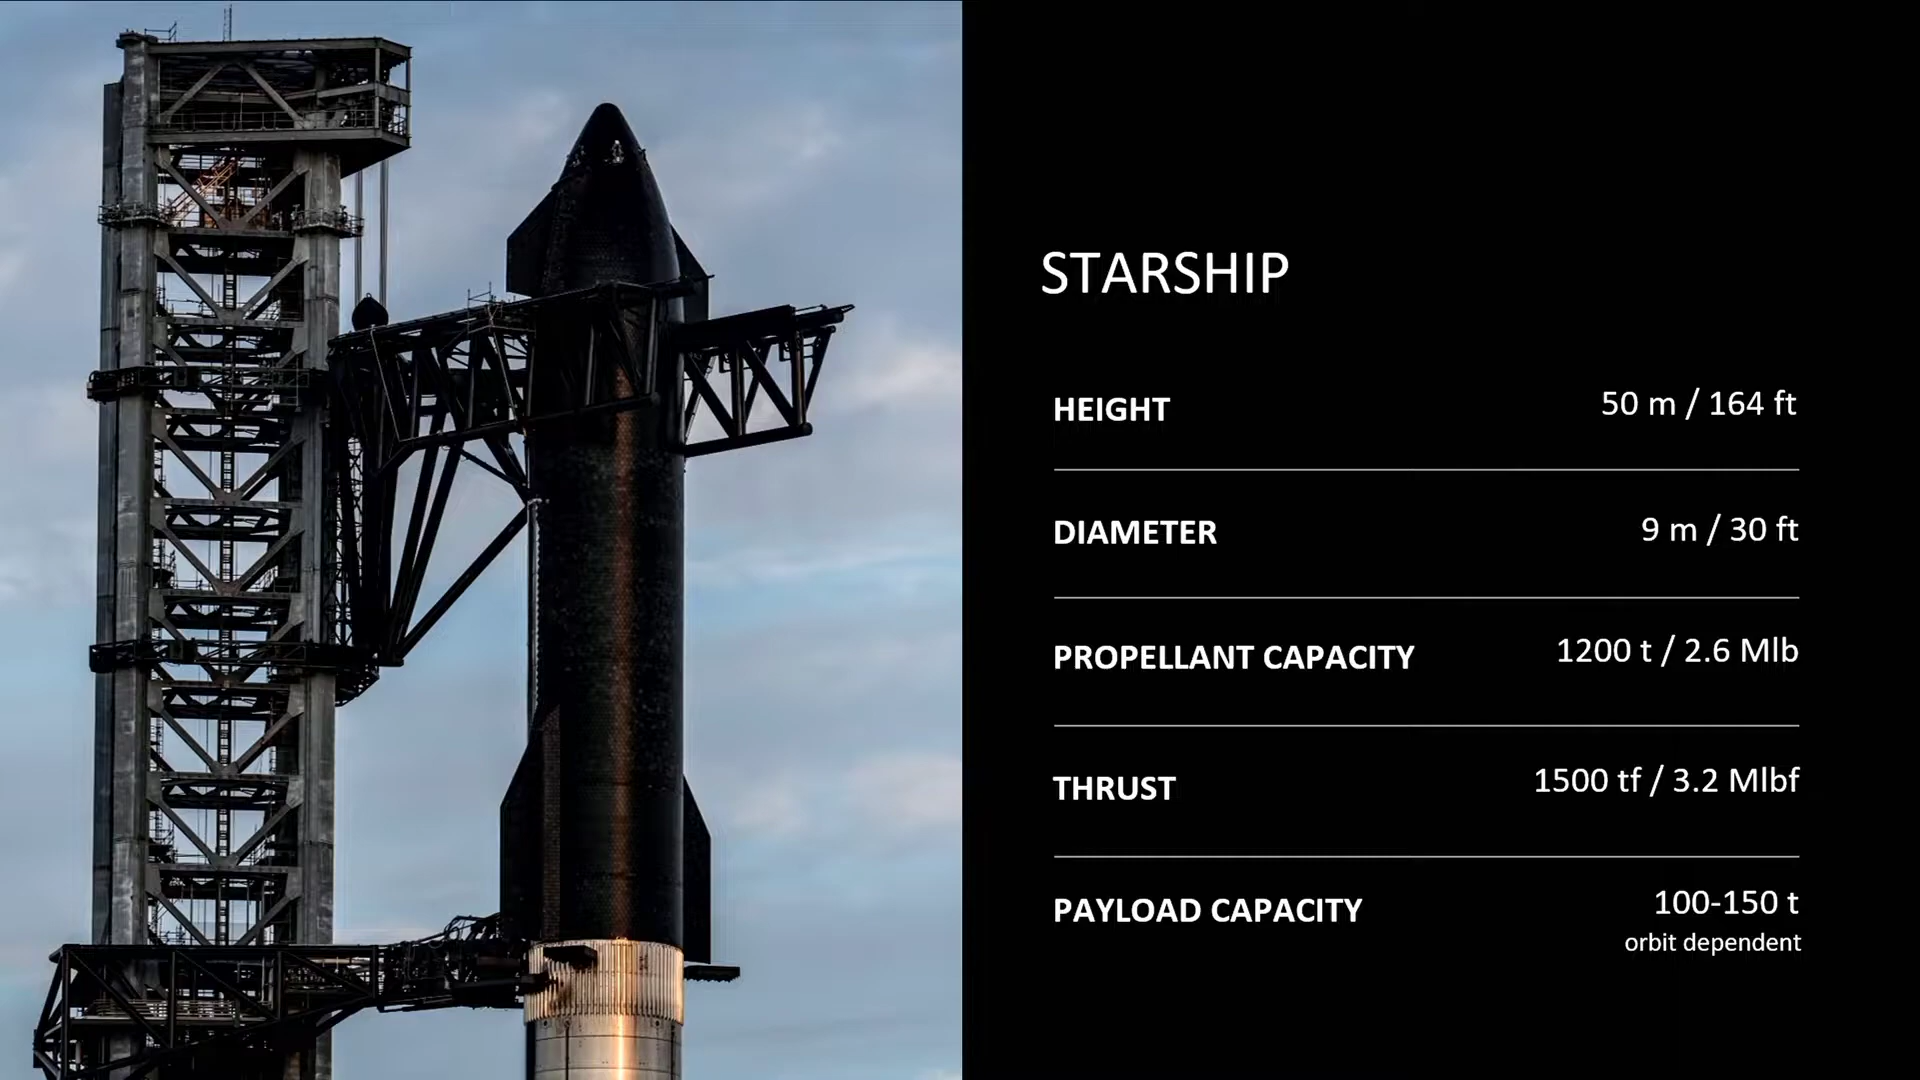 STARSHIP
HEIGHT 50 m / 164 ft
DIAMETER 9 m / 30 ft
PROPELLANT CAPACITY 1200 t / 2.6 Mlb
THRUST 1500 tf / 3.2 Mlbf
PAYLOAD CAPACITY 100-150 t
orbit dependent